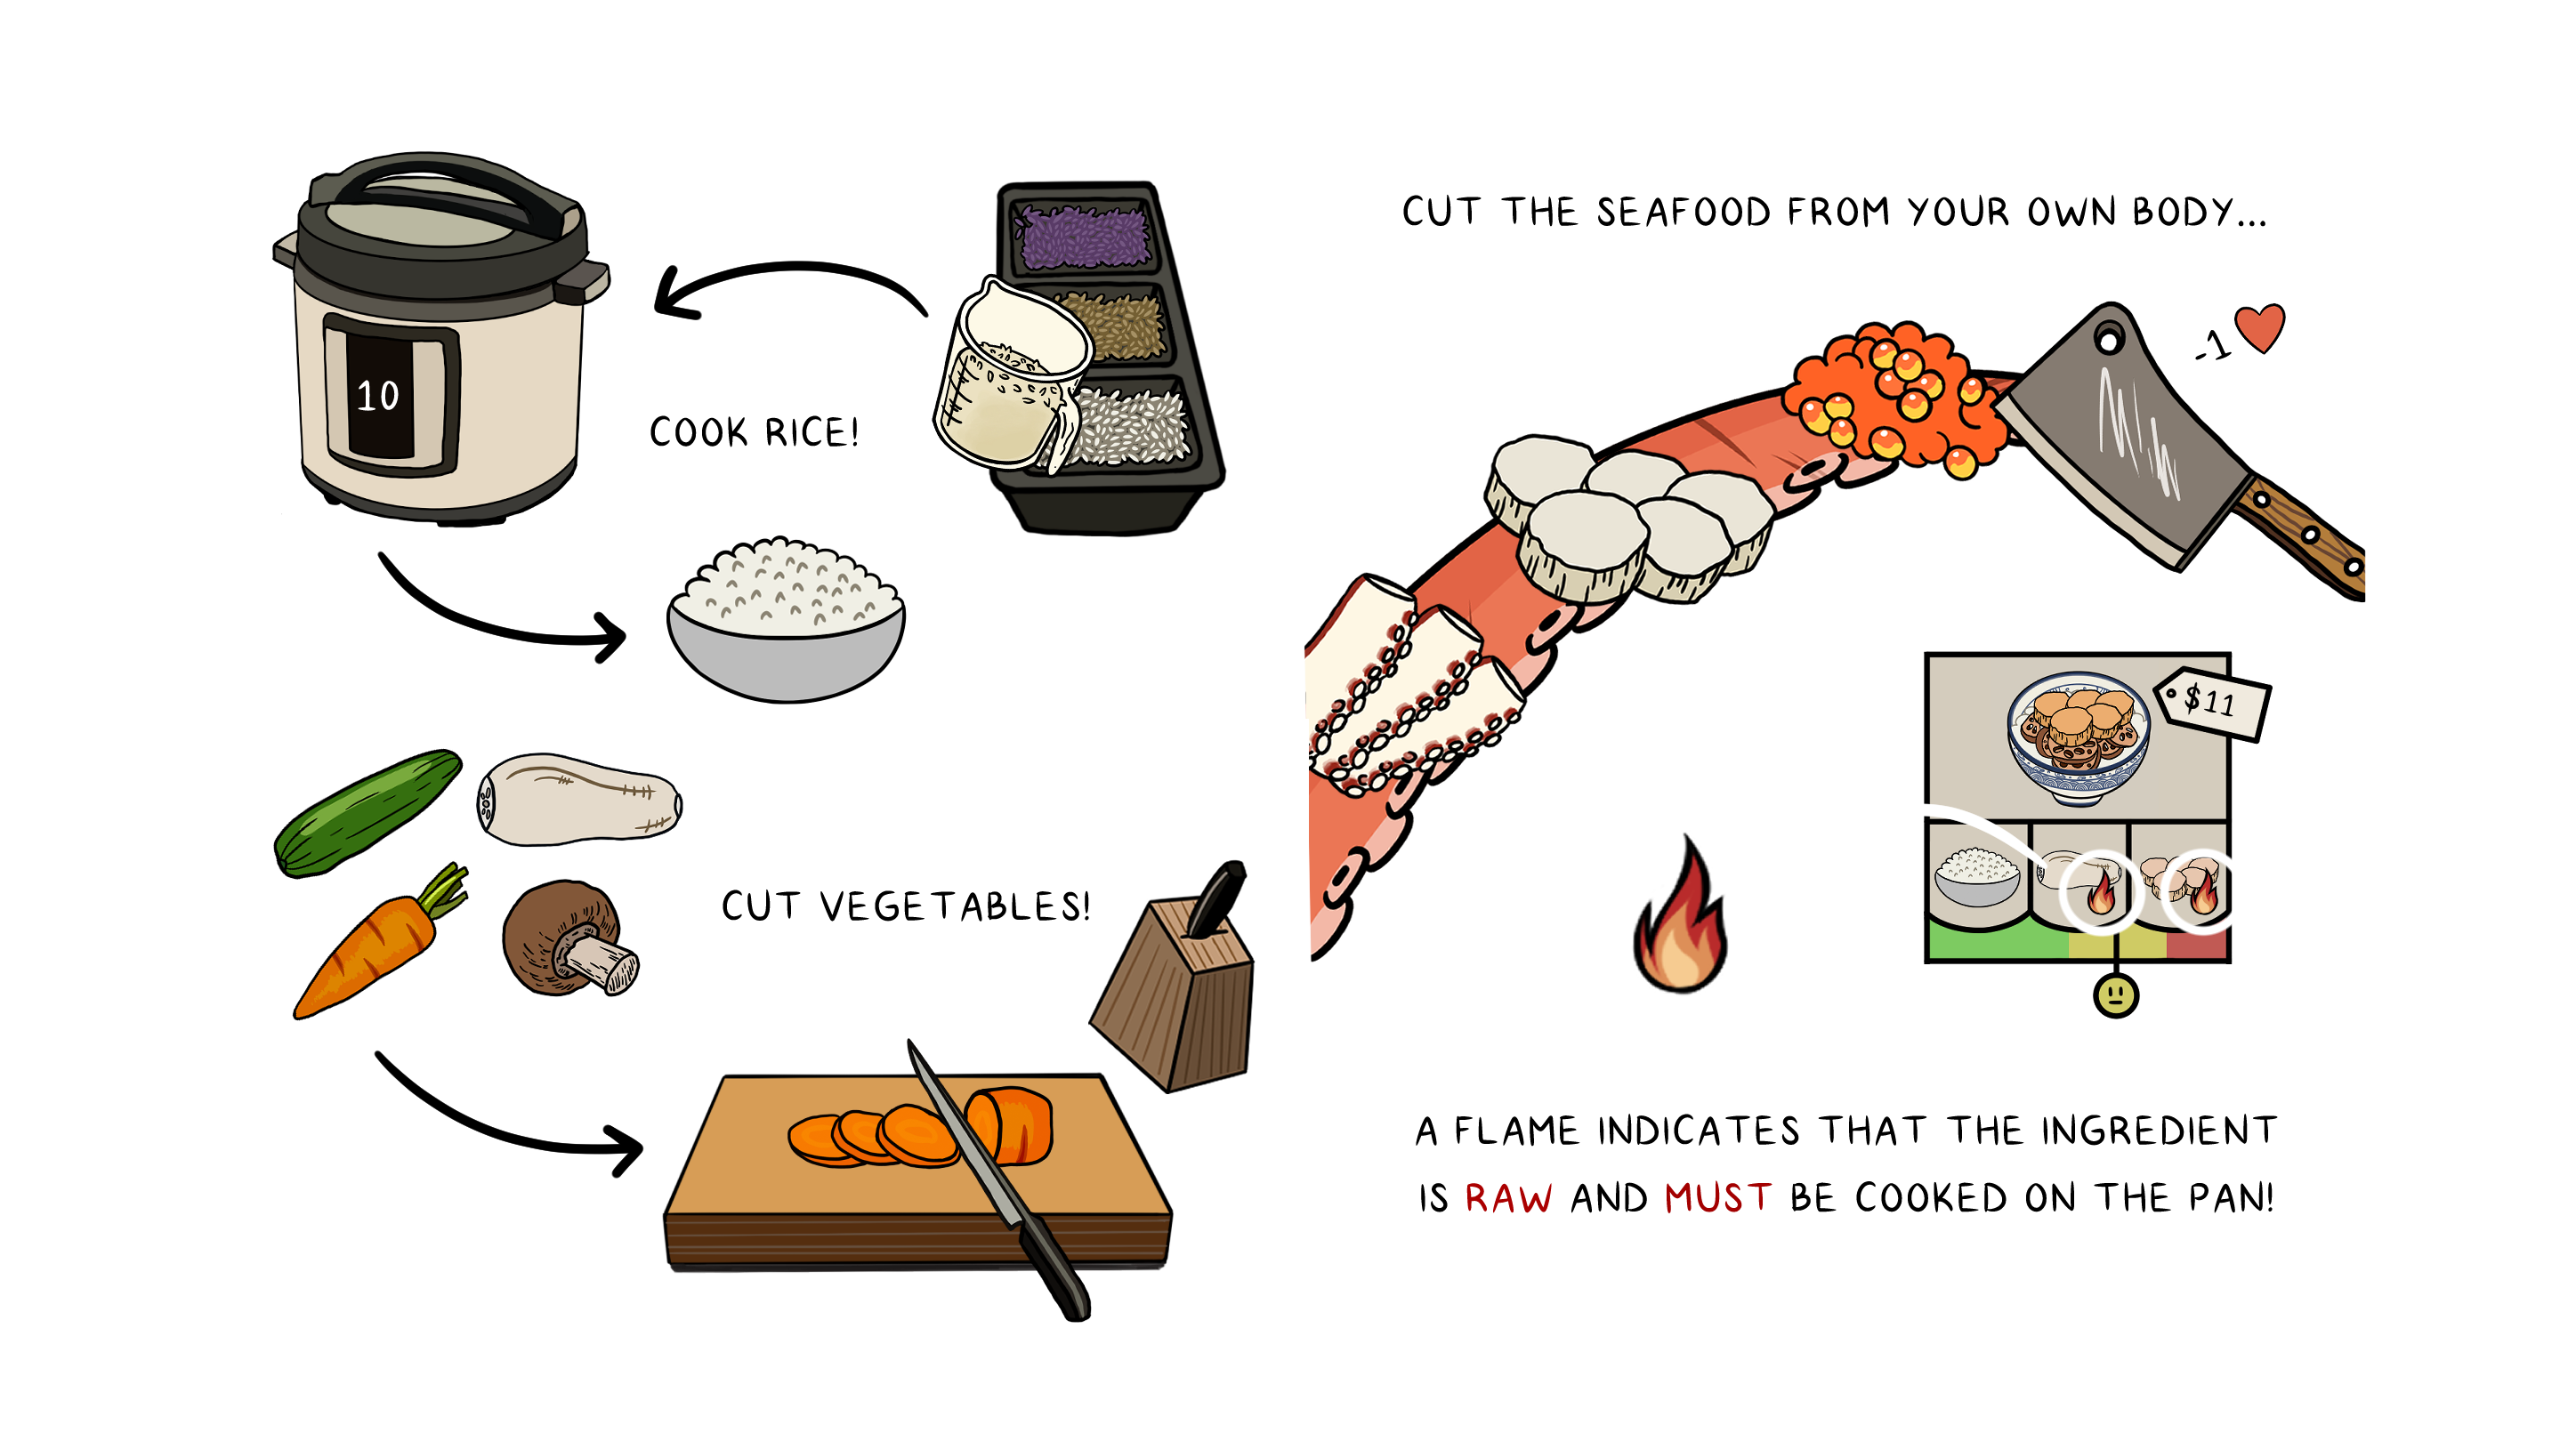 10
COOK RICE!
CUT VEGETABLES!
CUT THE SEAFOOD FROM YOUR OWN BODY...
-1
$11
A FLAME INDICATES THAT THE INGREDIENT
IS RAW AND MUST BE COOKED ON THE PAN!